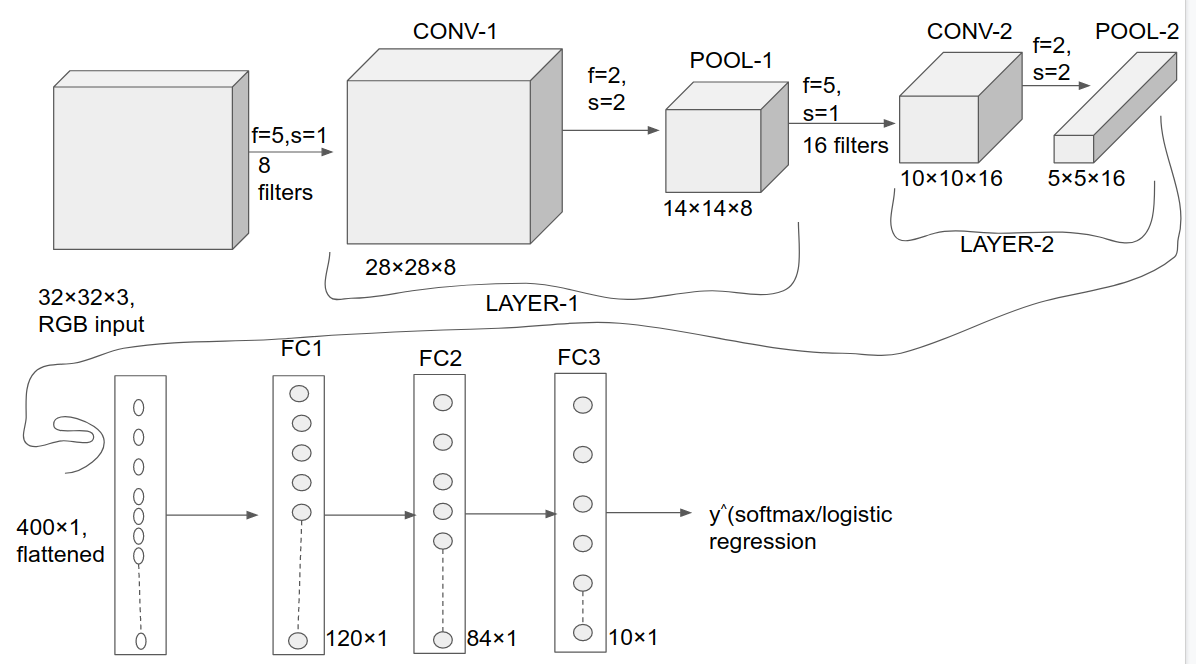 CONV-1
CONV-2
POOL-2
f=2,
s=2
POOL-1
f=2,
s=2
f=5,
s=1
16 filters
f=5,s=1
8
filters
10×10×16
5×5×16
14×14×8
LAYER-2
28×28×8
LAYER-1
32×32×3,
RGB input
FC1
FC2
FC3
400×1,
flattened
y^(softmax/logistic
regression
120×1
84×1
10×1